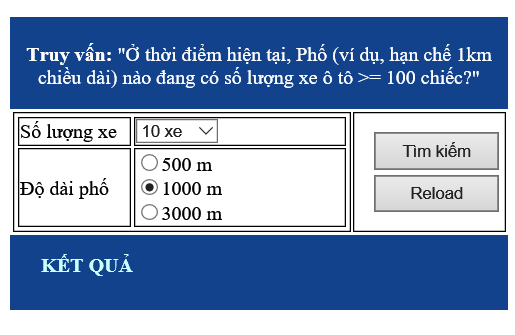 Truy vấn: "Ở thời điểm hiện tại, Phố (ví dụ, hạn chế 1km
chiều dài) nào đang có số lượng xe ô tô >= 100 chiếc?"
Số lượng xe
10 xe
Độ dài phố
500 m
1000 m
3000 m
Tìm kiếm
Reload
KẾT QUẢ